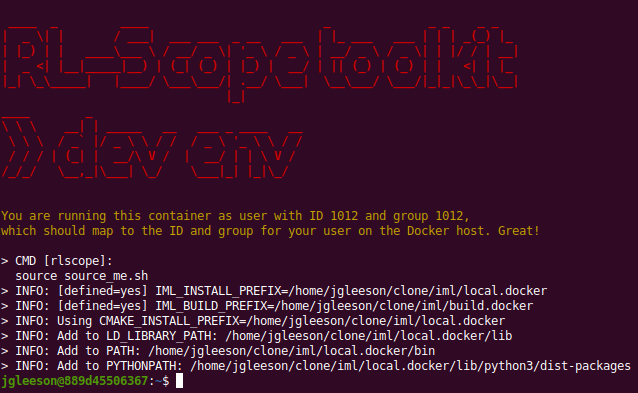 RL-Scope toolkit
>> dev env
You are running this container as user with ID 1012 and group 1012,
which should map to the ID and group for your user on the Docker host. Great!
> CMD [rlscope]:
source source_me.sh
> INFO: [defined=yes] IML_INSTALL_PREFIX=/home/jgleeson/clone/iml/local.docker
> INFO: [defined=yes] IML_BUILD_PREFIX=/home/jgleeson/clone/iml/build.docker
> INFO: Using CMAKE_INSTALL_PREFIX=/home/jgleeson/clone/iml/local.docker
> INFO: Add to LD_LIBRARY_PATH: /home/jgleeson/clone/iml/local.docker/lib
> INFO: Add to PATH: /home/jgleeson/clone/iml/local.docker/bin
> INFO: Add to PYTHONPATH: /home/jgleeson/clone/iml/local.docker/lib/python3/dist-packages
jgleeson@889d45506367:~$